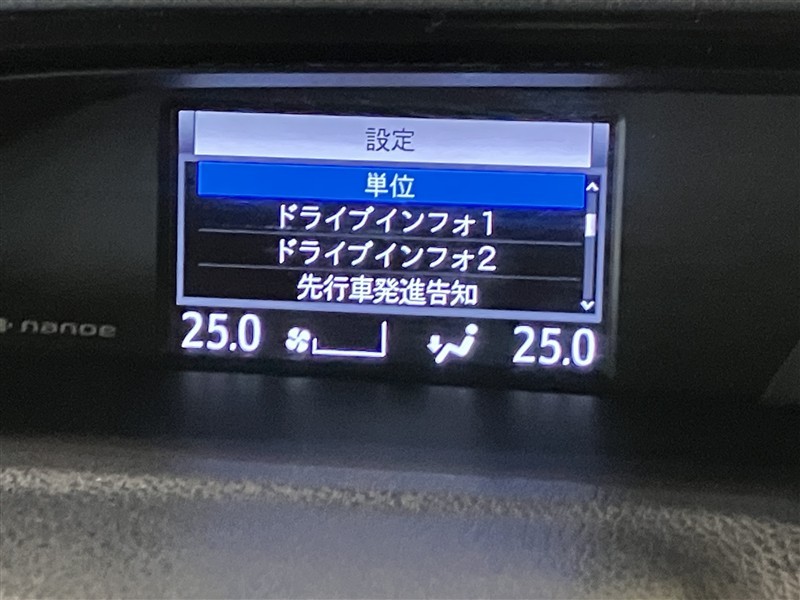 設定
単位
ドライブインフォ1
ドライブインフォ2
先行車発進告知
nanoe
25.0 25.0